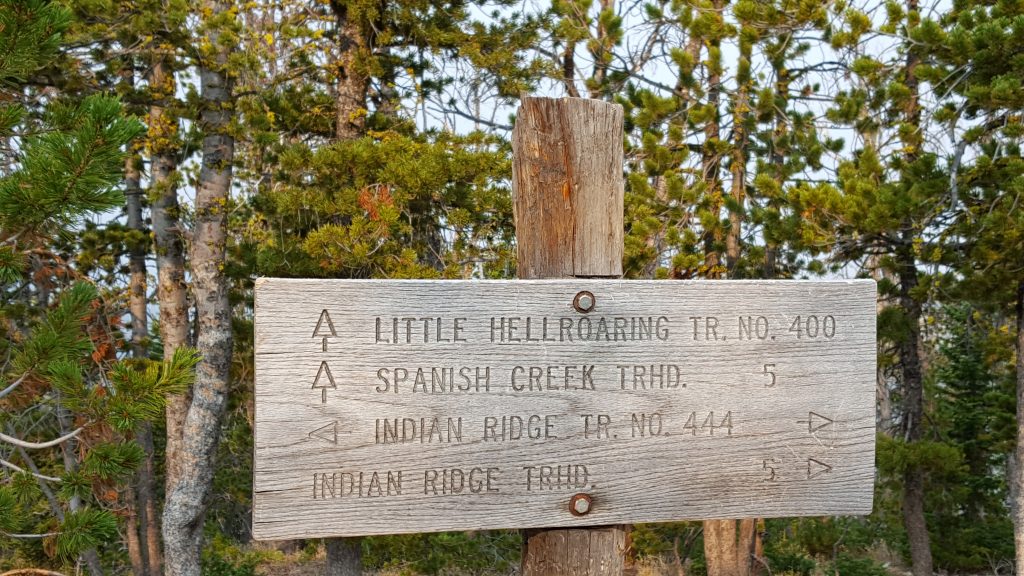 LITTLE HELLROARING TR. NO. 400
SPANISH CREEK TRHD. 5
INDIAN RIDGE TR. NO. 444
INDIAN RIDGE TRHD. 5